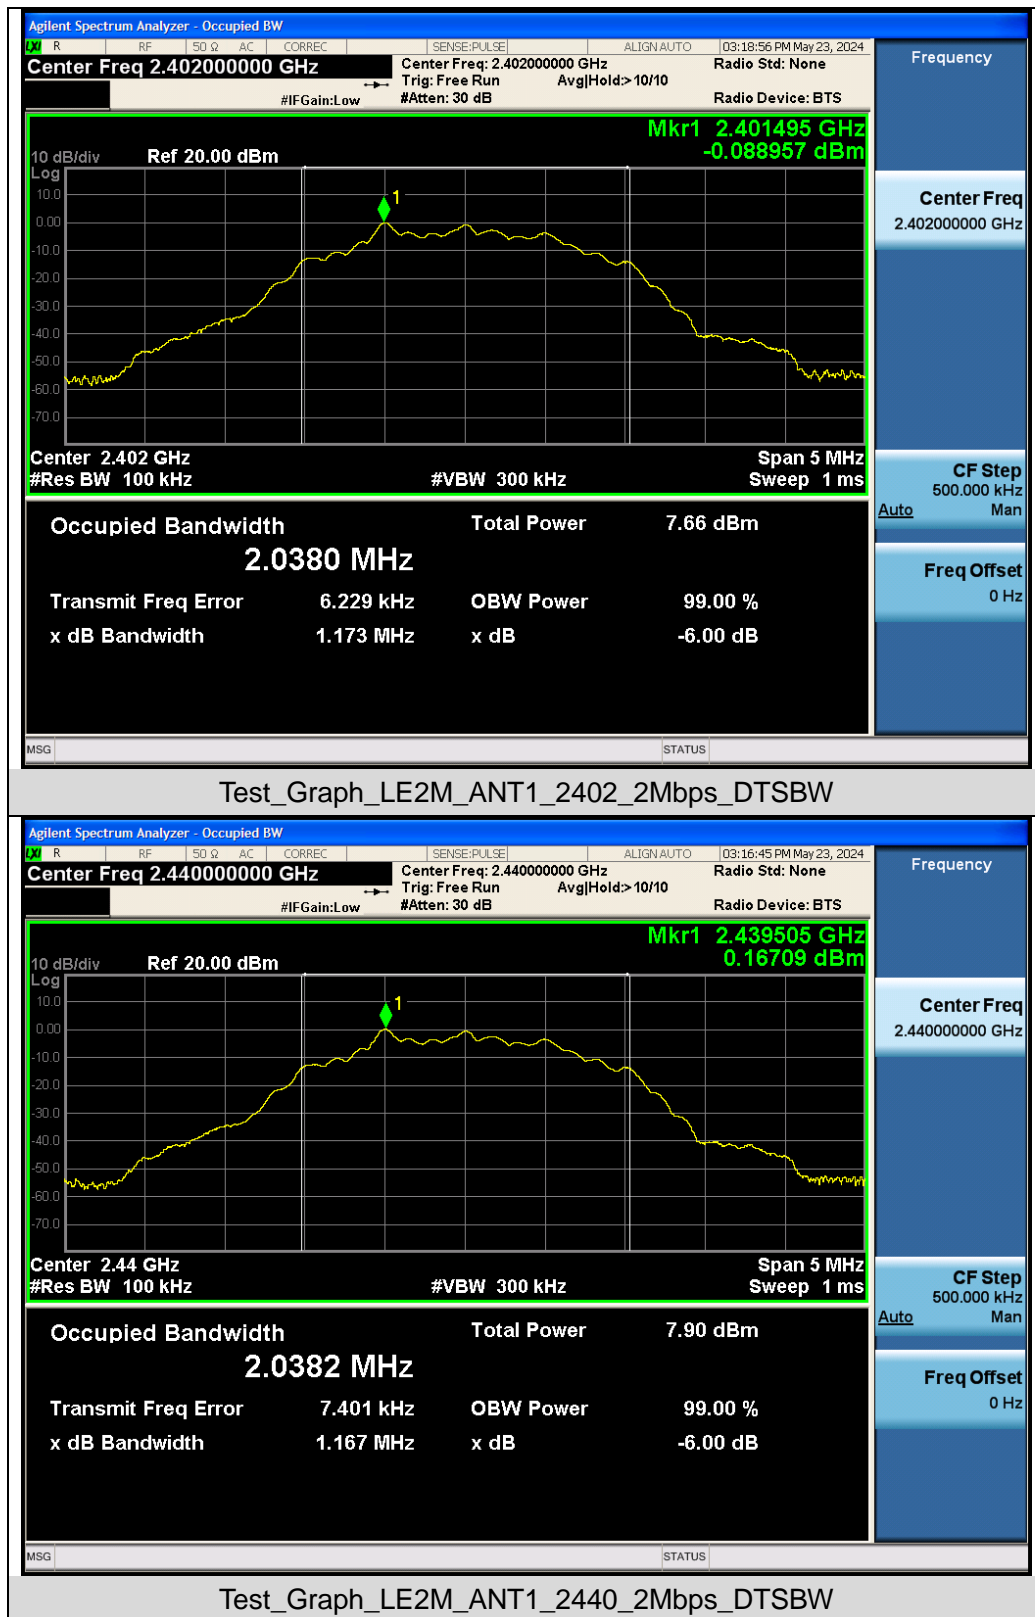 Agilent Spectrum Analyzer - Occupied BW
LXI R RF 50 Ω AC CORREC SENSE:PULSE ALIGN AUTO 03:18:56 PM May 23, 2024
Center Freq 2.402000000 GHz
Center Freq: 2.402000000 GHz
Radio Std: None
Trig: Free Run Avg|Hold:>10/10
#IFGain:Low #Atten: 30 dB Radio Device: BTS
Mkr1 2.401495 GHz
-0.088957 dBm
10 dB/div Ref 20.00 dBm
Log
10.0
0.00
-10.0
-20.0
-30.0
-40.0
-50.0
-60.0
-70.0
1
Center 2.402 GHz Span 5 MHz
#Res BW 100 kHz #VBW 300 kHz Sweep 1 ms
Occupied Bandwidth Total Power 7.66 dBm
2.0380 MHz
Transmit Freq Error 6.229 kHz OBW Power 99.00 %
x dB Bandwidth 1.173 MHz x dB -6.00 dB
MSG STATUS
Frequency
Center Freq
2.402000000 GHz
CF Step
500.000 kHz
Auto Man
Freq Offset
0 Hz
Test_Graph_LE2M_ANT1_2402_2Mbps_DTSBW
Agilent Spectrum Analyzer - Occupied BW
LXI R RF 50 Ω AC CORREC SENSE:PULSE ALIGN AUTO 03:16:45 PM May 23, 2024
Center Freq 2.440000000 GHz
Center Freq: 2.440000000 GHz
Radio Std: None
Trig: Free Run Avg|Hold:>10/10
#IFGain:Low #Atten: 30 dB Radio Device: BTS
Mkr1 2.439505 GHz
0.16709 dBm
10 dB/div Ref 20.00 dBm
Log
10.0
0.00
-10.0
-20.0
-30.0
-40.0
-50.0
-60.0
-70.0
1
Center 2.44 GHz Span 5 MHz
#Res BW 100 kHz #VBW 300 kHz Sweep 1 ms
Occupied Bandwidth Total Power 7.90 dBm
2.0382 MHz
Transmit Freq Error 7.401 kHz OBW Power 99.00 %
x dB Bandwidth 1.167 MHz x dB -6.00 dB
MSG STATUS
Frequency
Center Freq
2.440000000 GHz
CF Step
500.000 kHz
Auto Man
Freq Offset
0 Hz
Test_Graph_LE2M_ANT1_2440_2Mbps_DTSBW